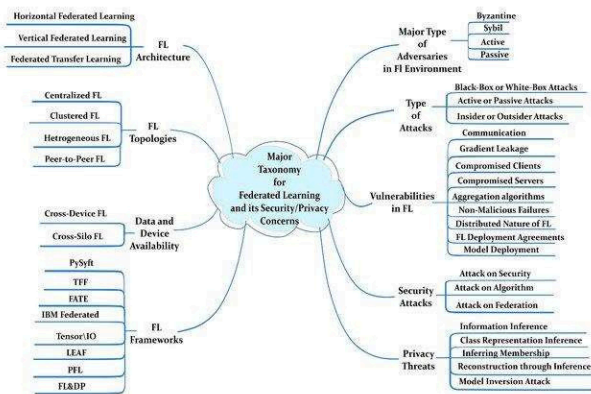 Horizontal Federated Learning
Vertical Federated Learning
Federated Transfer Learning
FL
Architecture
Centralized FL
Clustered FL
Hetrogeneous FL
Peer-to-Peer FL
FL
Topologies
Cross-Device FL
Cross-Silo FL
Data and
Device
Availability
PySyft
TFF
FATE
IBM Federated
Tensor\IO
LEAF
PFL
FL&DP
FL
Frameworks
Major
Taxonomy
for
Federated Learning
and its Security/Privacy
Concerns
Major Type
of
Adversaries
in Fl Environment
Byzantine
Sybil
Active
Passive
Type
of
Attacks
Black-Box or White-Box Attacks
Active or Passive Attacks
Insider or Outsider Attacks
Vulnerabilities
in FL
Communication
Gradient Leakage
Compromised Clients
Compromised Servers
Aggregation algorithms
Non-Malicious Failures
Distributed Nature of FL
FL Deployment Agreements
Model Deployment
Security
Attacks
Attack on Security
Attack on Algorithm
Attack on Federation
Privacy
Threats
Information Inference
Class Representation Inference
Inferring Membership
Reconstruction through Inference
Model Inversion Attack